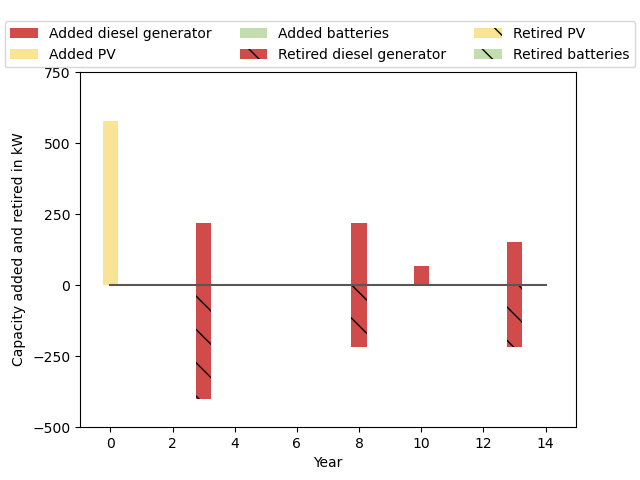 Added diesel generator Added batteries Retired PV
Added PV Retired diesel generator Retired batteries
750
500
250
0
−250
−500
Capacity added and retired in kW
0 2 4 6 8 10 12 14
Year